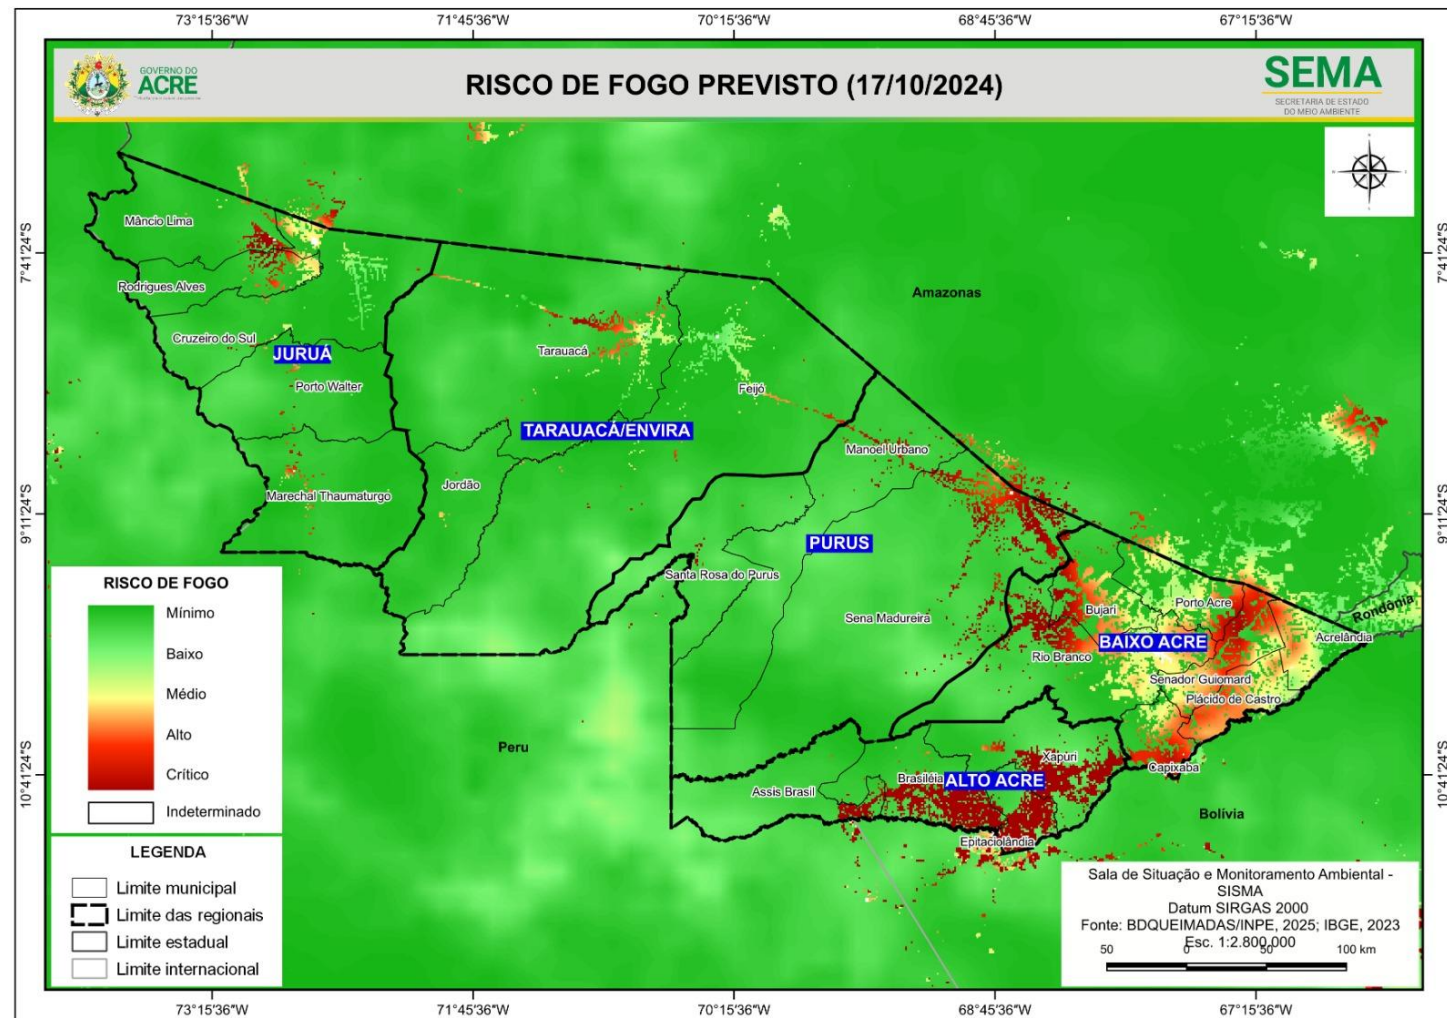 73°15'36"W
71°45'36"W
70°15'36"W
68°45'36"W
67°15'36"W
GOVERNO DO
ACRE
RISCO DE FOGO PREVISTO (17/10/2024)
SEMA
SECRETARIA DE ESTADO
DO MEIO AMBIENTE
7°41'24"S
7°41'24"S
Mâncio Lima
Rodrigues Alves
Cruzeiro do Sul
JURUÁ
Porto Walter
Marechal Thaumaturgo
Tarauacá
Feijó
TARAUACÁ/ENVIRA
Jordão
Amazonas
Manoel Urbano
PURUS
Santa Rosa do Purus
Sena Madureira
9°11'24"S
9°11'24"S
Bujari
Porto Acre
Rondônia
BAIXO ACRE
Acrelândia
Rio Branco
Senador Guiomard
Plácido de Castro
Peru
Xapuri
Capixaba
Brasiléia
ALTO ACRE
Assis Brasil
Epitaciolândia
Bolívia
10°41'24"S
10°41'24"S
RISCO DE FOGO
Mínimo
Baixo
Médio
Alto
Crítico
Indeterminado
LEGENDA
Limite municipal
Limite das regionais
Limite estadual
Limite internacional
Sala de Situação e Monitoramento Ambiental -
SISMA
Datum SIRGAS 2000
Fonte: BDQUEIMADAS/INPE, 2025; IBGE, 2023
Esc. 1:2.800.000
50 0 50 100 km
73°15'36"W
71°45'36"W
70°15'36"W
68°45'36"W
67°15'36"W